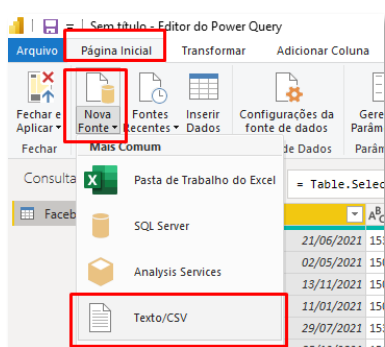 Sem título - Editor do Power Query
Arquivo Página Inicial Transformar Adicionar Coluna
Fechar e Aplicar Nova Fonte Fontes Recentes Inserir Dados Configurações da fonte de dados
Fechar Mais Comum de Dados
Consulta Pasta de Trabalho do Excel = Table.Selec
Faceb SQL Server ABC
21/06/2021
Analysis Services 02/05/2021
13/11/2021
Texto/CSV 11/01/2021
29/07/2021